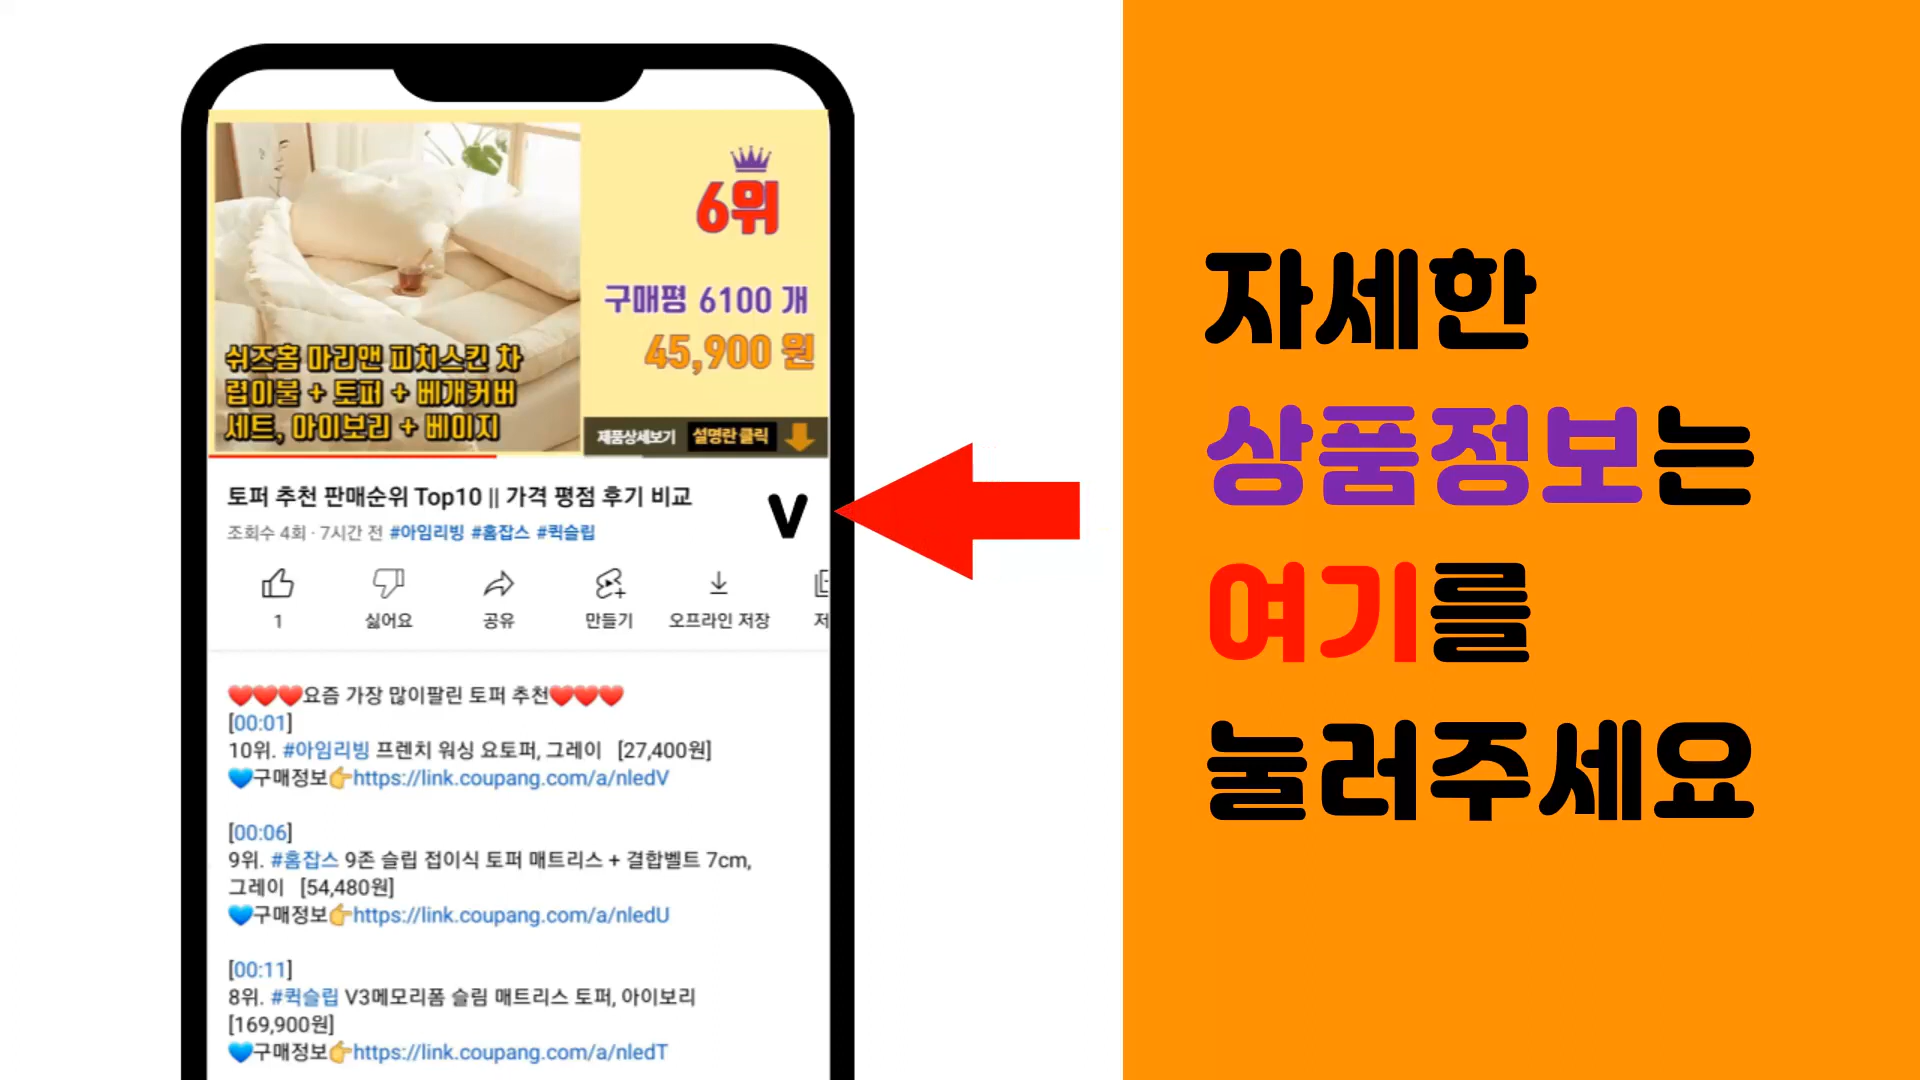 6위
구매평 6100 개
45,900 원
쉬즈홈 마리앤 피치스킨 차
렵이불 + 토퍼 + 베개커버
세트, 아이보리 + 베이지
제품상세보기 설명란 클릭
토퍼 추천 판매순위 Top10 || 가격 평점 후기 비교
V
조회수 4회 · 7시간 전 #아임리빙 #홈잡스 #퀵슬립
1 싫어요 공유 만들기 오프라인 저장 저
❤️❤️❤️요즘 가장 많이팔린 토퍼 추천❤️❤️❤️
[00:01]
10위. #아임리빙 프렌치 워싱 요토퍼, 그레이 [27,400원]
💙구매정보👉https://link.coupang.com/a/nledV
[00:06]
9위. #홈잡스 9존 슬립 접이식 토퍼 매트리스 + 결합벨트 7cm,
그레이 [54,480원]
💙구매정보👉https://link.coupang.com/a/nledU
[00:11]
8위. #퀵슬립 V3메모리폼 슬림 매트리스 토퍼, 아이보리
[169,900원]
💙구매정보👉https://link.coupang.com/a/nledT
자세한
상품정보는
여기를
눌러주세요